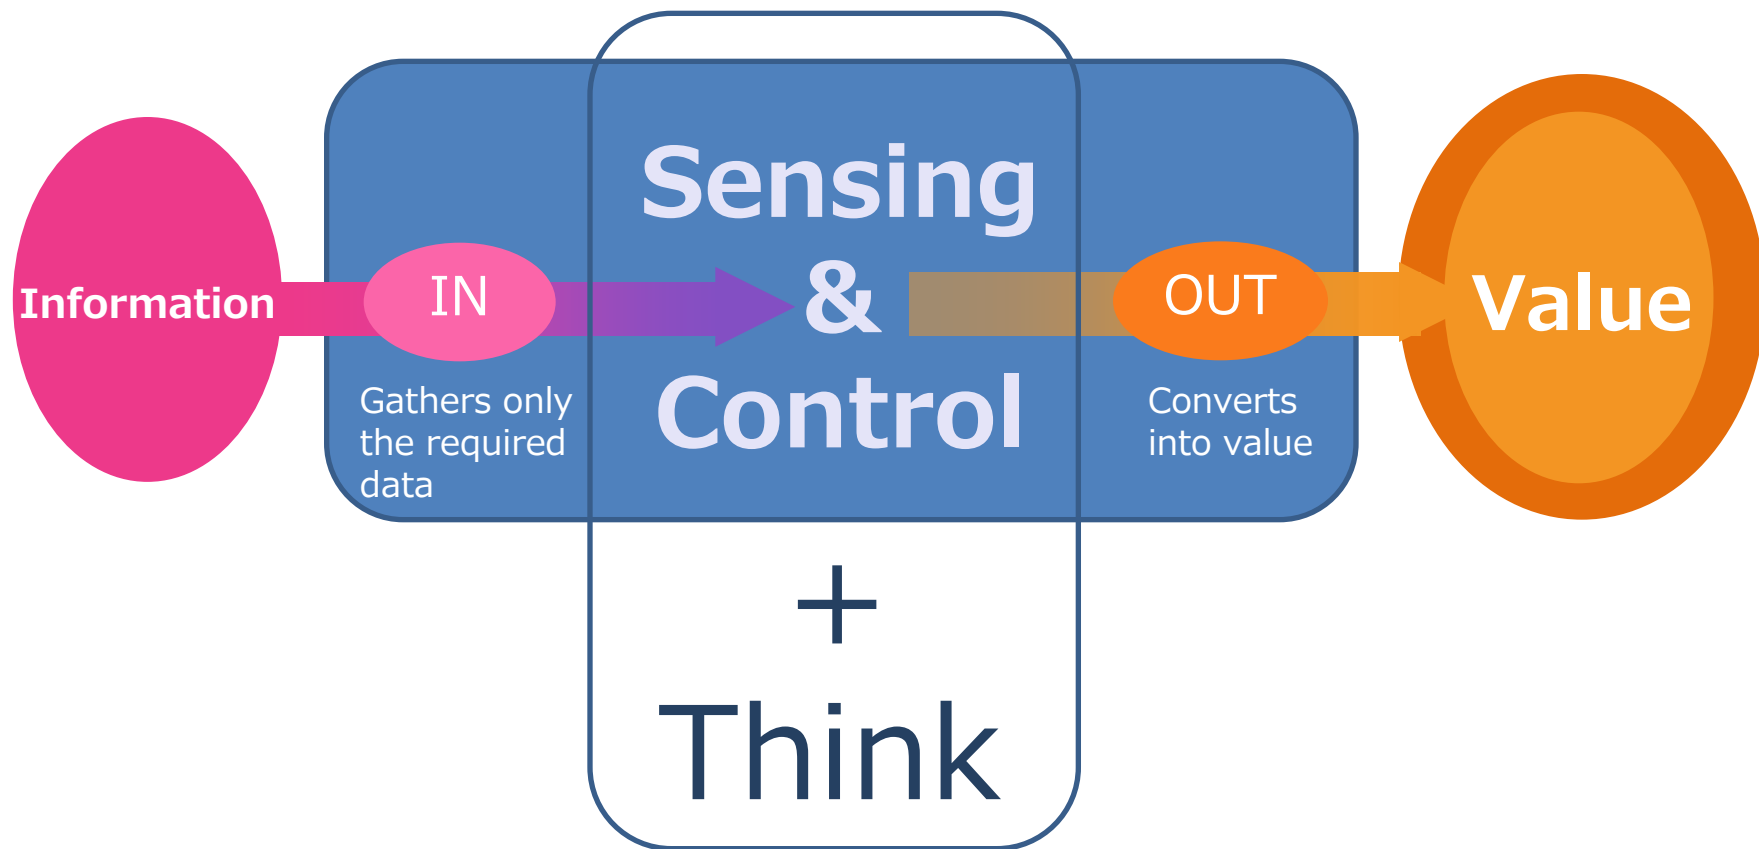 Information
IN
Gathers only
the required
data
Sensing
&
Control
+
Think
OUT
Converts
into value
Value